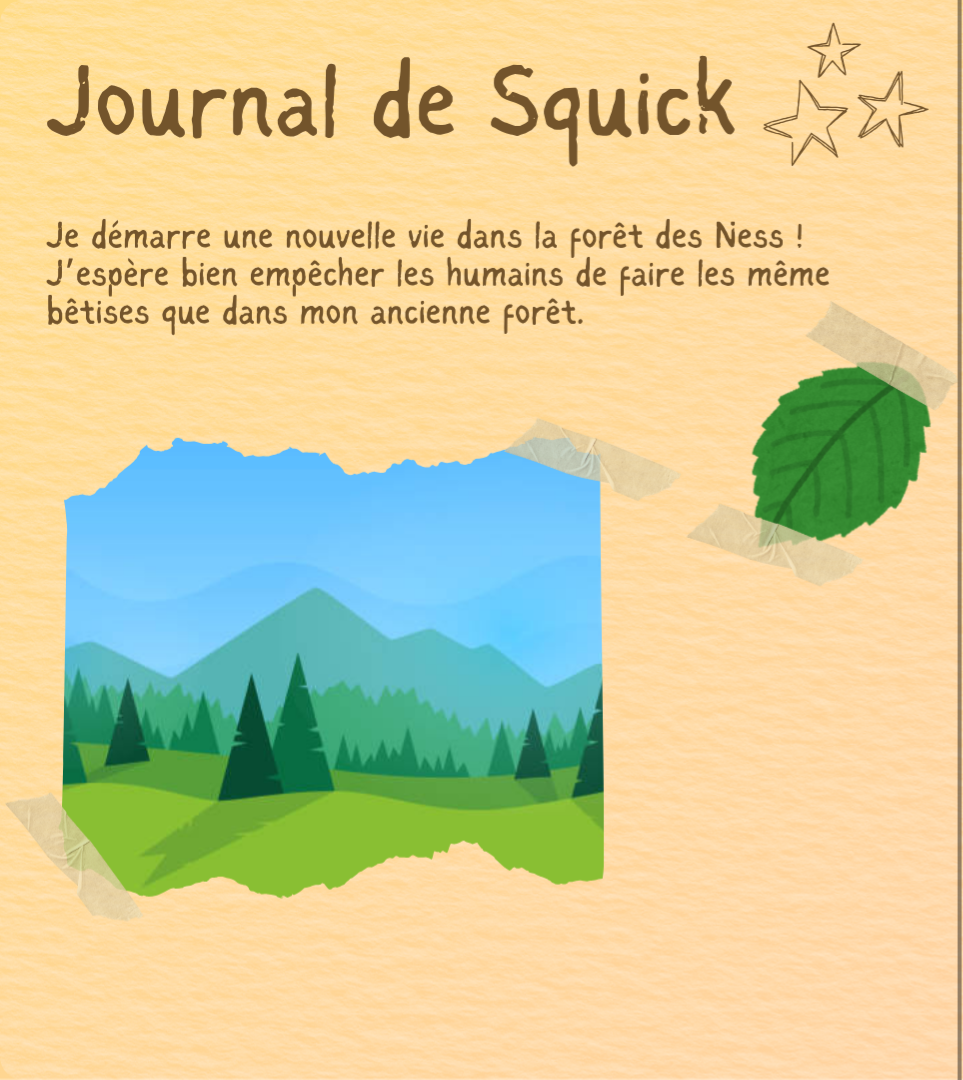 Journal de Squick
Je démarre une nouvelle vie dans la forêt des Ness !
J'espère bien empêcher les humains de faire les même
bêtises que dans mon ancienne forêt.